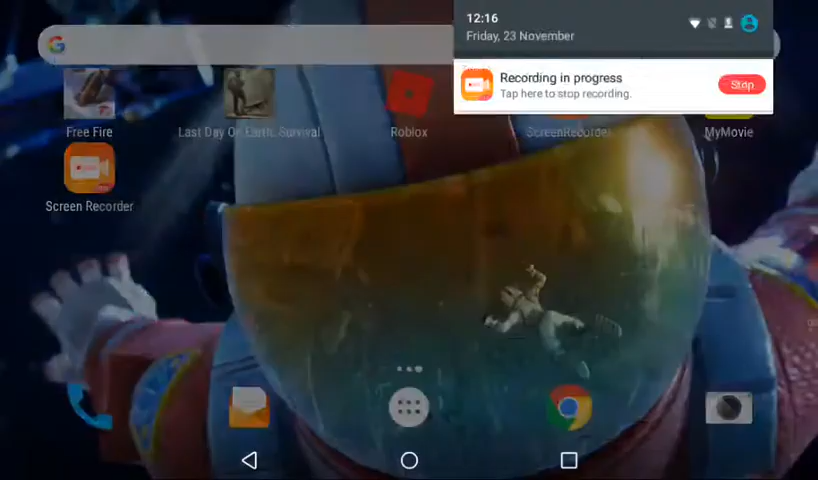 12:16
Friday, 23 November
Recording in progress
Tap here to stop recording.
Stop
Free Fire
Last Day On Earth: Survival
Roblox
ScreenRecorder
MyMovie
Screen Recorder